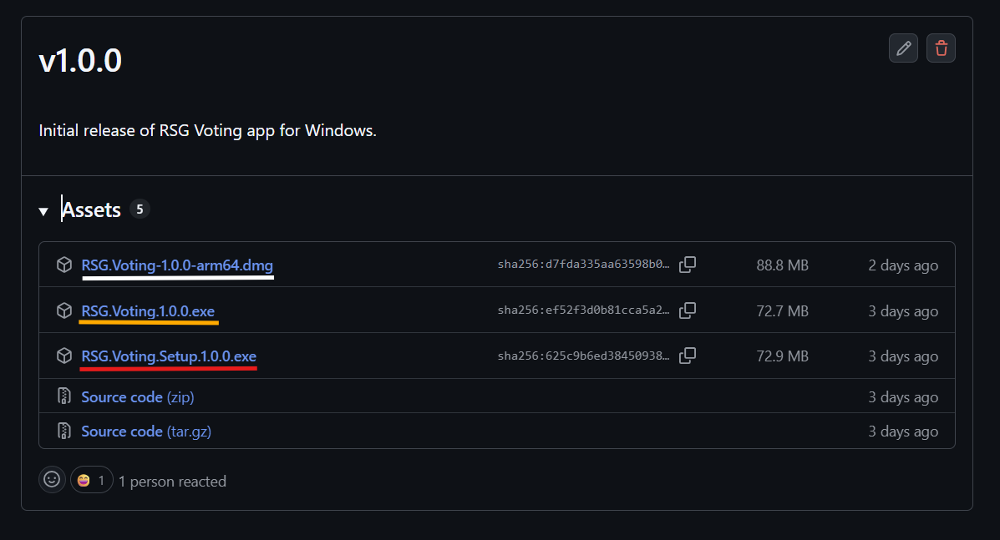 v1.0.0
Initial release of RSG Voting app for Windows.
Assets 5
RSG.Voting-1.0.0-arm64.dmg sha256:d7fda335aa63598b0… 88.8 MB 2 days ago
RSG.Voting.1.0.0.exe sha256:ef52f3d0b81cca5a2… 72.7 MB 3 days ago
RSG.Voting.Setup.1.0.0.exe sha256:625c9b6ed38450938… 72.9 MB 3 days ago
Source code (zip) 3 days ago
Source code (tar.gz) 3 days ago
1 1 person reacted